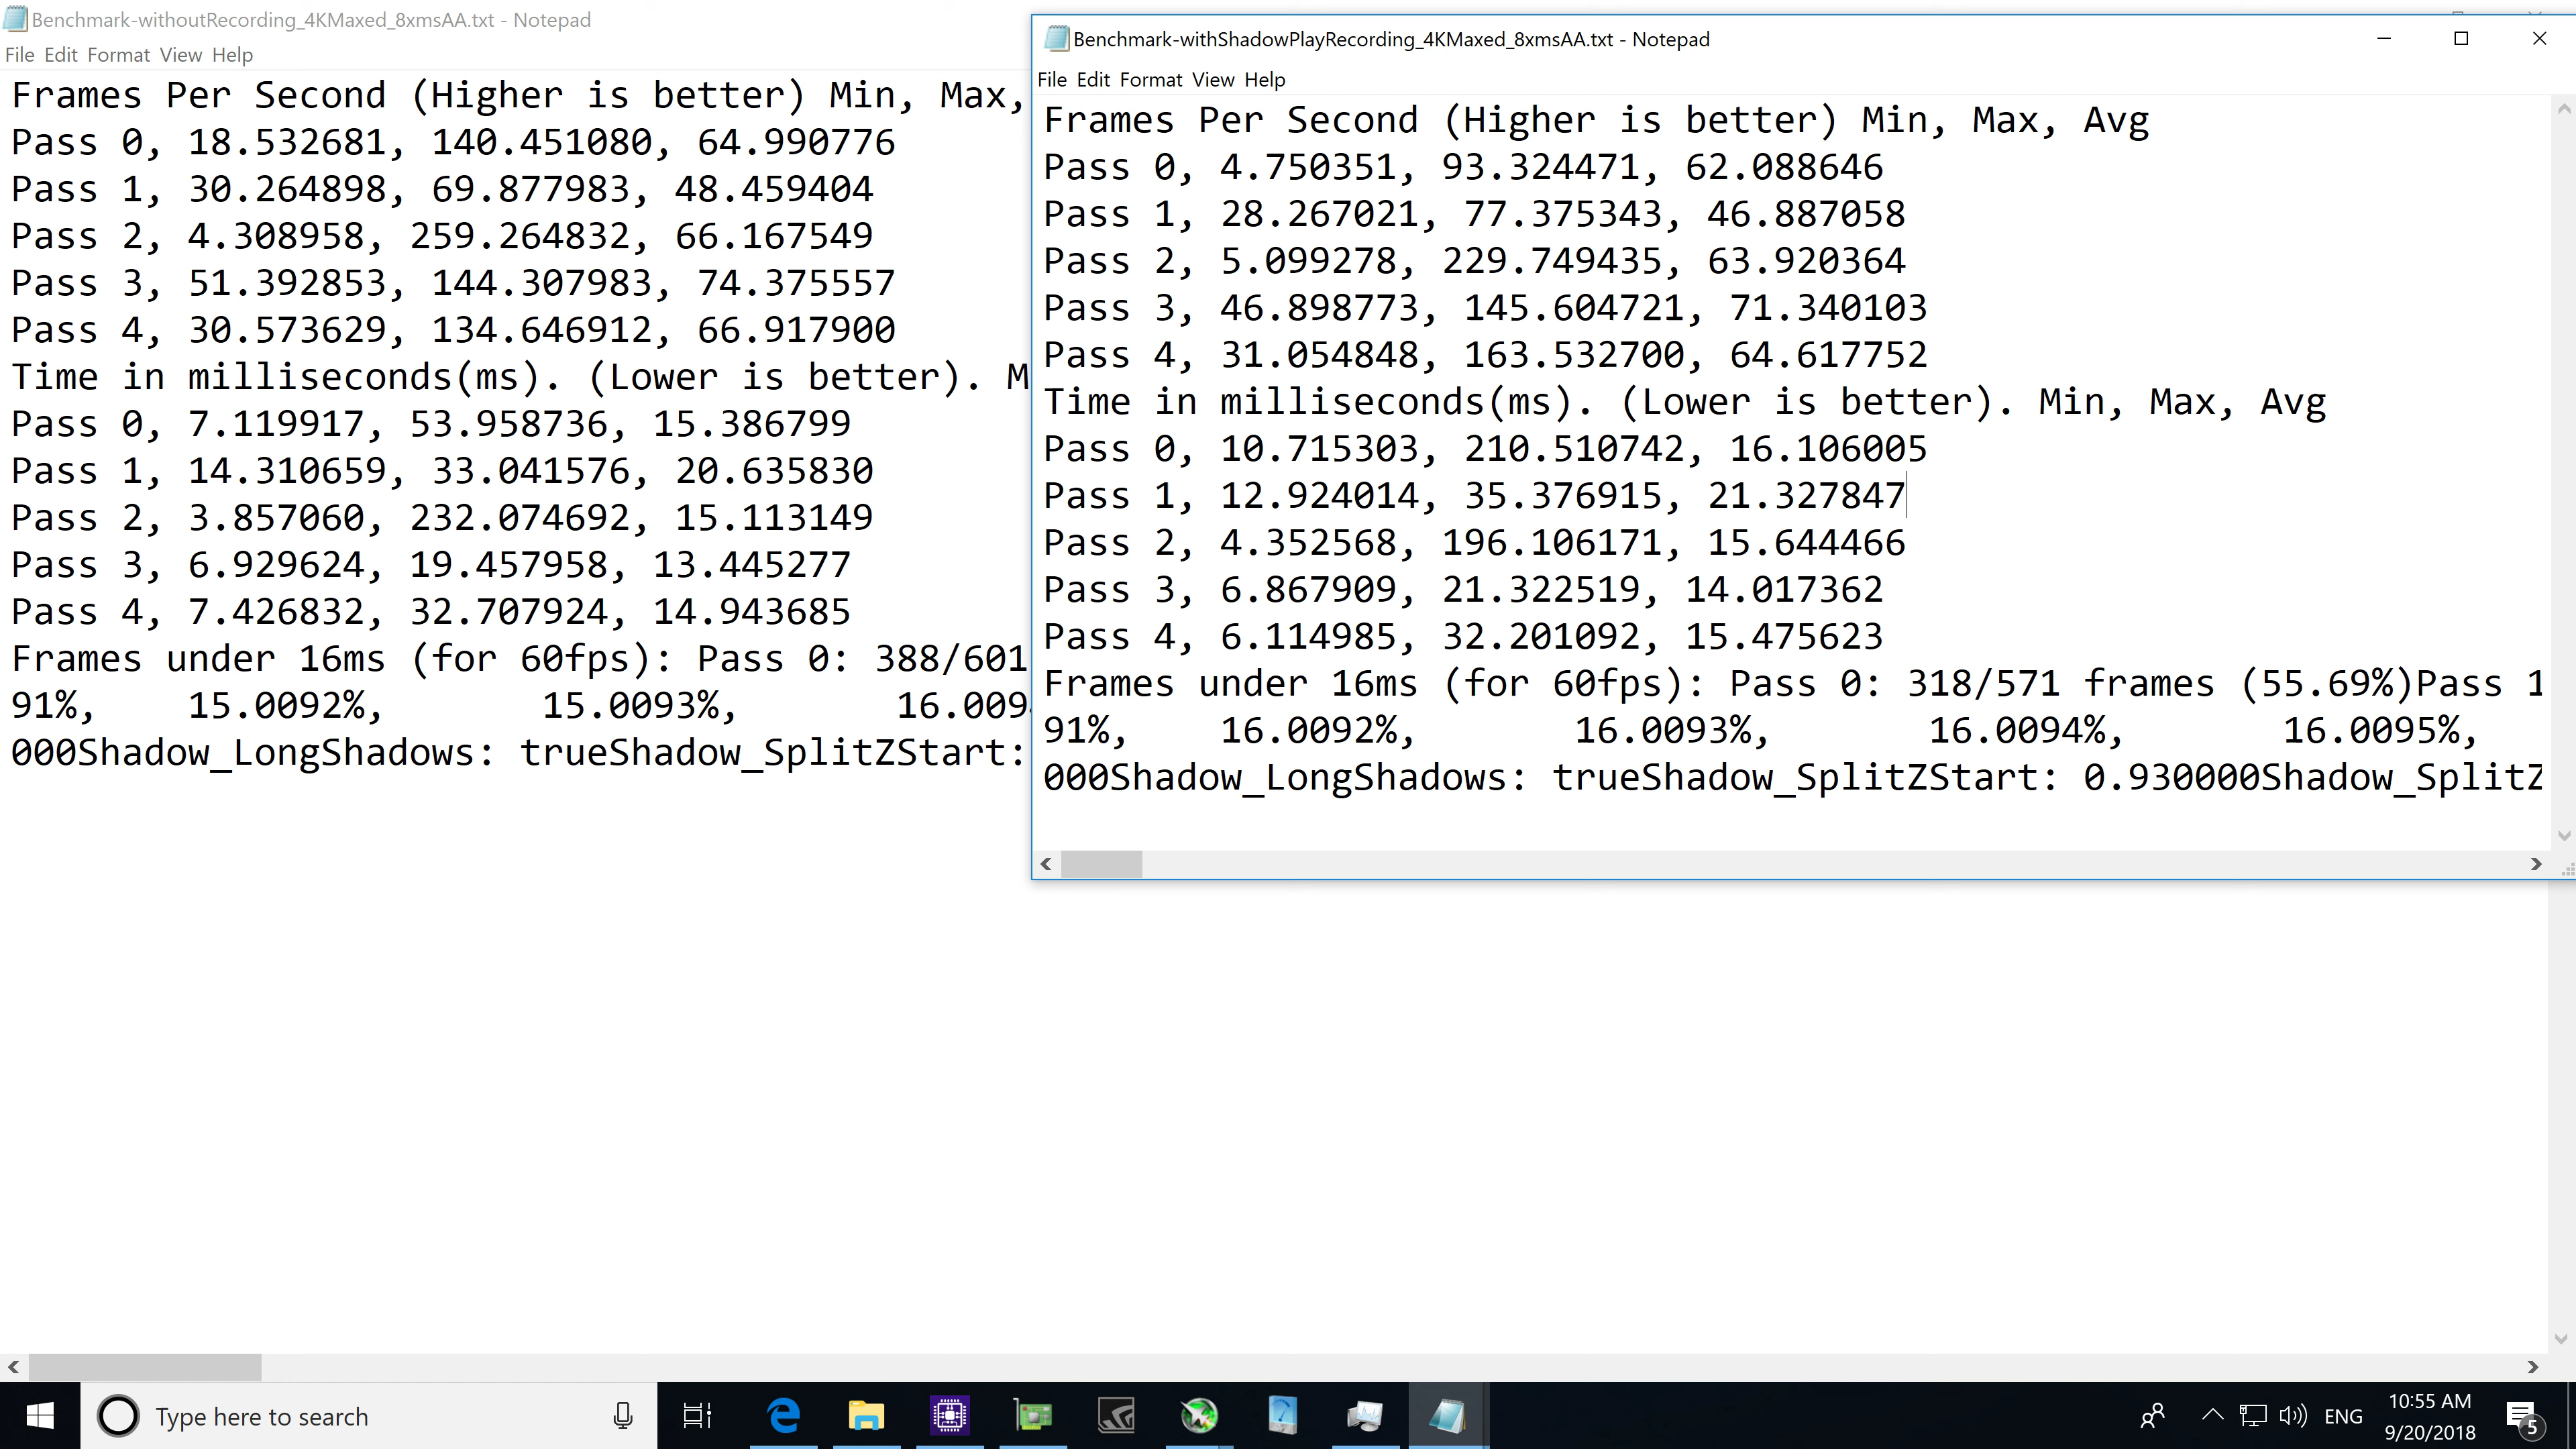 Benchmark-withoutRecording_4KMaxed_8xmsAA.txt - Notepad
File Edit Format View Help
Frames Per Second (Higher is better) Min, Max,
Pass 0, 18.532681, 140.451080, 64.990776
Pass 1, 30.264898, 69.877983, 48.459404
Pass 2, 4.308958, 259.264832, 66.167549
Pass 3, 51.392853, 144.307983, 74.375557
Pass 4, 30.573629, 134.646912, 66.917900
Time in milliseconds(ms). (Lower is better). M
Pass 0, 7.119917, 53.958736, 15.386799
Pass 1, 14.310659, 33.041576, 20.635830
Pass 2, 3.857060, 232.074692, 15.113149
Pass 3, 6.929624, 19.457958, 13.445277
Pass 4, 7.426832, 32.707924, 14.943685
Frames under 16ms (for 60fps): Pass 0: 388/601
91%, 15.0092%, 15.0093%, 16.009
000Shadow_LongShadows: trueShadow_SplitZStart:
Benchmark-withShadowPlayRecording_4KMaxed_8xmsAA.txt - Notepad
File Edit Format View Help
Frames Per Second (Higher is better) Min, Max, Avg
Pass 0, 4.750351, 93.324471, 62.088646
Pass 1, 28.267021, 77.375343, 46.887058
Pass 2, 5.099278, 229.749435, 63.920364
Pass 3, 46.898773, 145.604721, 71.340103
Pass 4, 31.054848, 163.532700, 64.617752
Time in milliseconds(ms). (Lower is better). Min, Max, Avg
Pass 0, 10.715303, 210.510742, 16.106005
Pass 1, 12.924014, 35.376915, 21.327847
Pass 2, 4.352568, 196.106171, 15.644466
Pass 3, 6.867909, 21.322519, 14.017362
Pass 4, 6.114985, 32.201092, 15.475623
Frames under 16ms (for 60fps): Pass 0: 318/571 frames (55.69%)Pass 1
91%, 16.0092%, 16.0093%, 16.0094%, 16.0095%,
000Shadow_LongShadows: trueShadow_SplitZStart: 0.930000Shadow_SplitZ
Type here to search
ENG
10:55 AM
9/20/2018
5